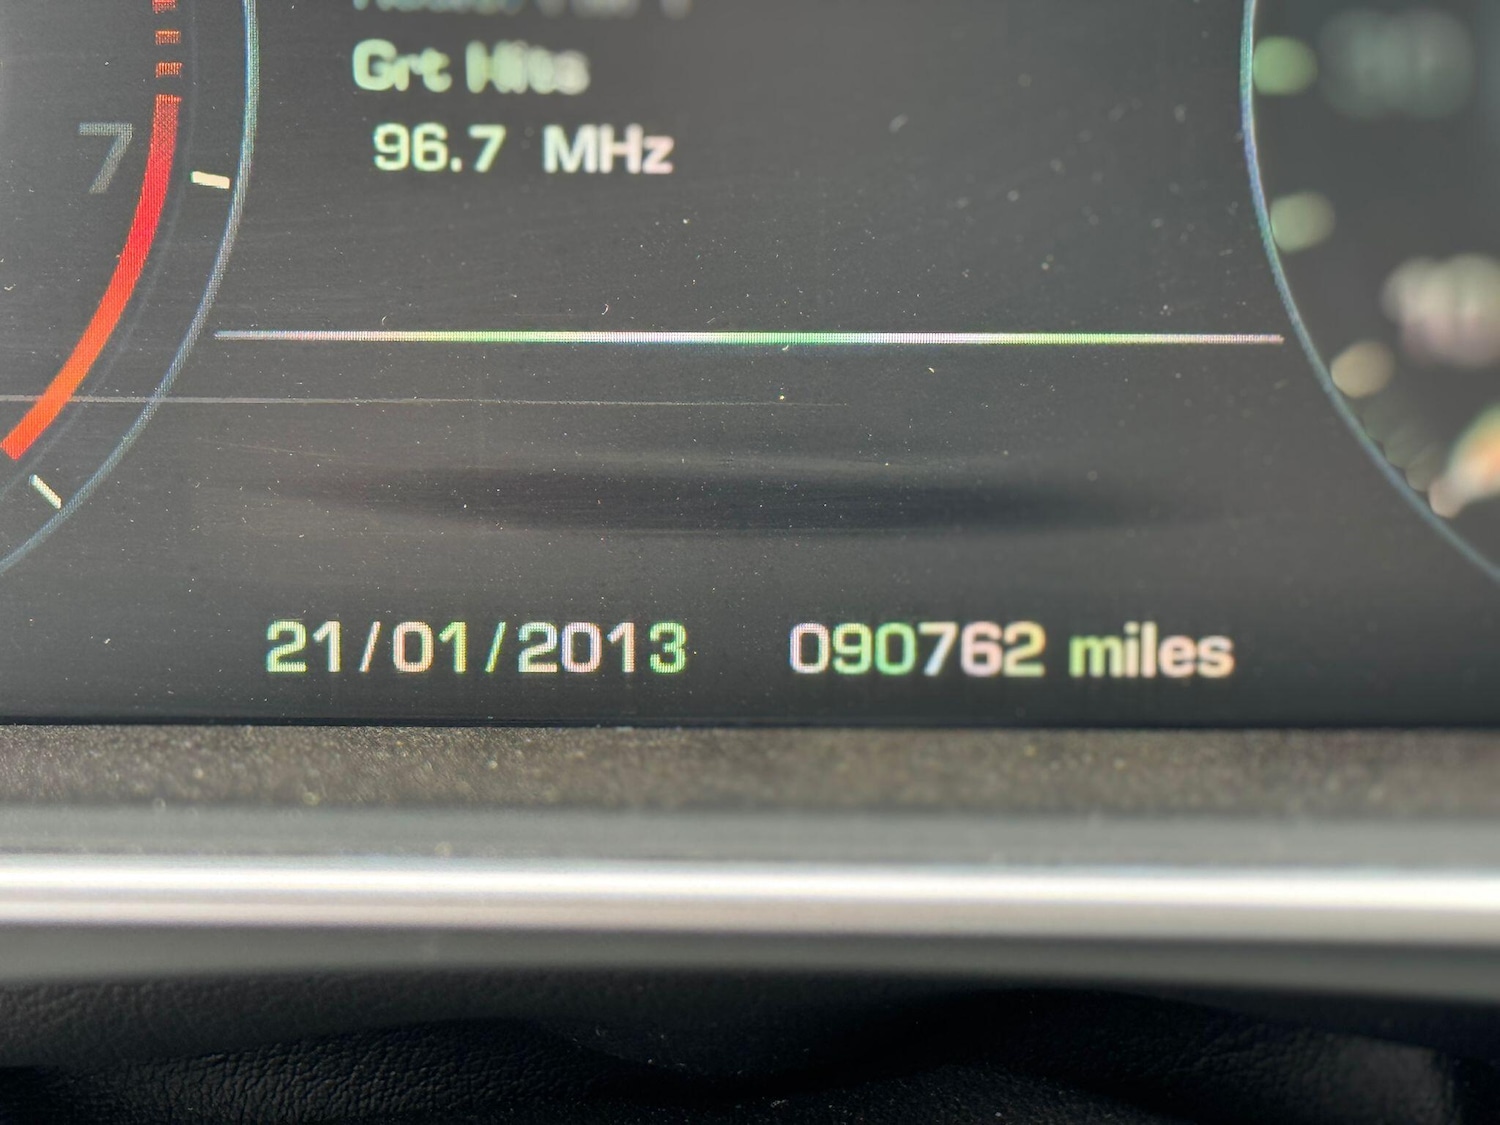 Grt Hits
96.7 MHz
7
21/01/2013 090762 miles